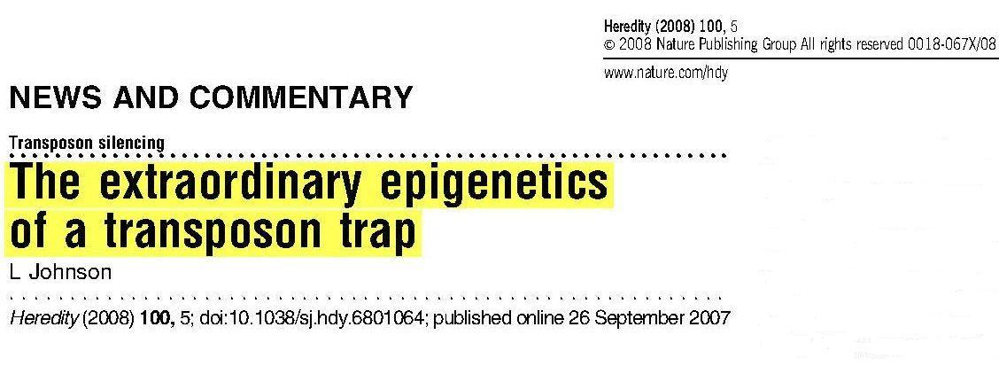 Heredity (2008) 100, 5
© 2008 Nature Publishing Group All rights reserved 0018-067X/08
www.nature.com/hdy
NEWS AND COMMENTARY
Transposon silencing
The extraordinary epigenetics
of a transposon trap
L Johnson
Heredity (2008) 100, 5; doi:10.1038/sj.hdy.6801064; published online 26 September 2007